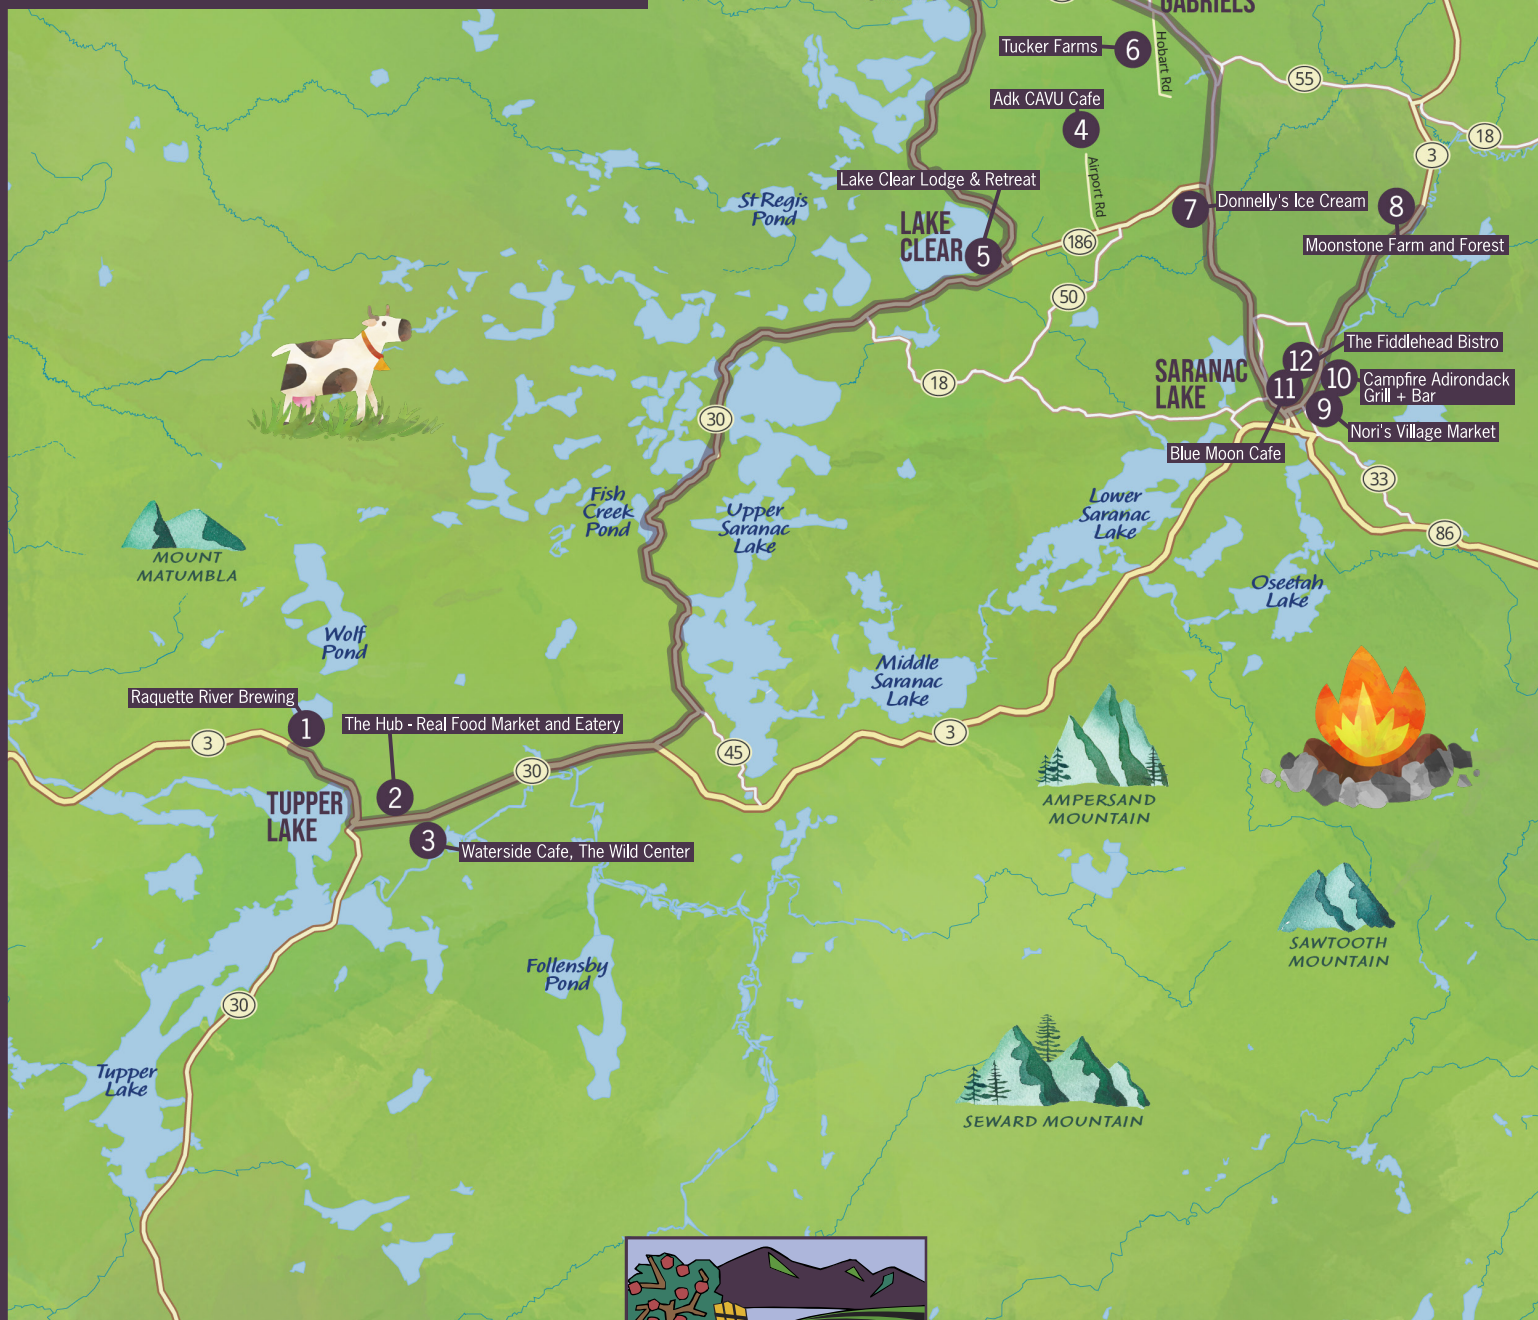 GABRIELS
Tucker Farms
6
Hobart Rd
55
Adk CAVU Cafe
4
18
3
Airport Rd
Lake Clear Lodge & Retreat
St Regis
Pond
LAKE
CLEAR
5
186
7
Donnelly's Ice Cream
8
Moonstone Farm and Forest
50
12
The Fiddlehead Bistro
SARANAC
LAKE
11
10
Campfire Adirondack
Grill + Bar
9
Nori's Village Market
Blue Moon Cafe
18
30
33
86
Fish
Creek
Pond
Upper
Saranac
Lake
Lower
Saranac
Lake
Oseetah
Lake
MOUNT
MATUMBLA
Wolf
Pond
Middle
Saranac
Lake
Raquette River Brewing
1
3
The Hub - Real Food Market and Eatery
2
30
45
3
TUPPER
LAKE
3
Waterside Cafe, The Wild Center
AMPERSAND
MOUNTAIN
SAWTOOTH
MOUNTAIN
Follensby
Pond
30
Tupper
Lake
SEWARD MOUNTAIN